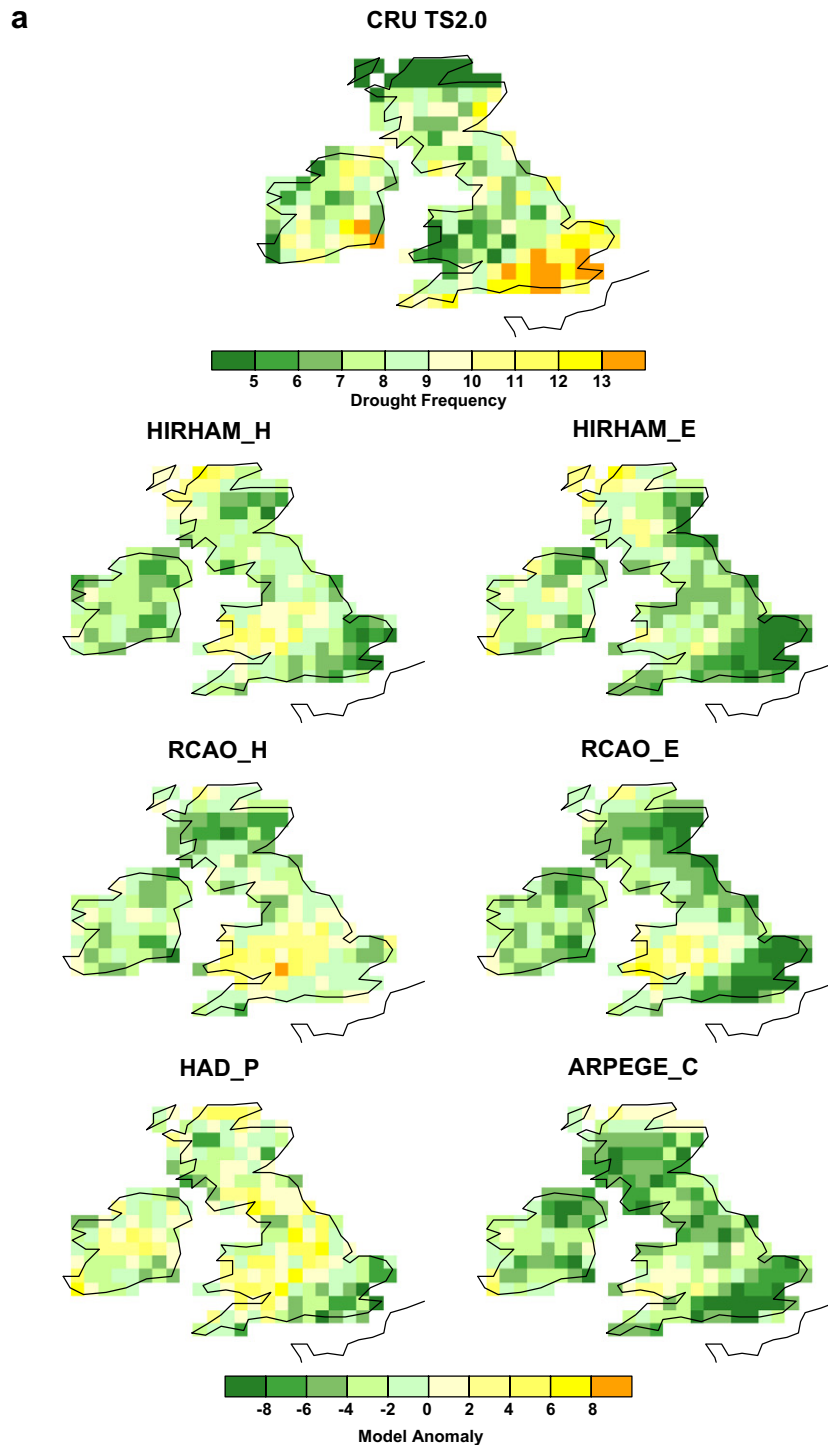 a
CRU TS2.0
5 6 7 8 9 10 11 12 13
Drought Frequency
HIRHAM_H HIRHAM_E
RCAO_H RCAO_E
HAD_P ARPEGE_C
-8 -6 -4 -2 0 2 4 6 8
Model Anomaly